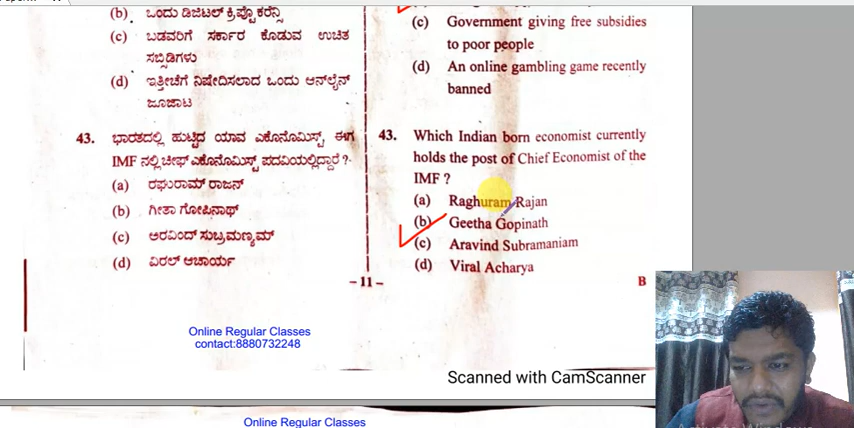 (b) ಒಂದು ಡಿಜಿಟಲ್ ಕ್ರಿಪ್ಟೊ ಕರೆನ್ಸಿ
(c) ಬಡವರಿಗೆ ಸರ್ಕಾರ ಕೊಡುವ ಉಚಿತ
ಸಬ್ಸಿಡಿಗಳು
(d) ಇತ್ತೀಚೆಗೆ ನಿಷೇದಿಸಲಾದ ಒಂದು ಆನ್‌ಲೈನ್
ಜೂಜಾಟ
43. ಭಾರತದಲ್ಲಿ ಹುಟ್ಟಿದ ಯಾವ ಎಕೊನೊಮಿಸ್ಟ್, ಈಗ
IMF ನಲ್ಲಿ ಚೀಫ್ ಎಕೊನೊಮಿಸ್ಟ್ ಪದವಿಯಲ್ಲಿದ್ದಾರೆ ?
(a) ರಘುರಾಮ್ ರಾಜನ್
(b) ಗೀತಾ ಗೋಪಿನಾಥ್
(c) ಅರವಿಂದ್ ಸುಬ್ರಮಣ್ಯಮ್
(d) ವಿರಲ್ ಆಚಾರ್ಯ
(c) Government giving free subsidies
to poor people
(d) An online gambling game recently
banned
43. Which Indian born economist currently
holds the post of Chief Economist of the
IMF ?
(a) Raghuram Rajan
(b) Geetha Gopinath
(c) Aravind Subramaniam
(d) Viral Acharya
- 11 -
B
Online Regular Classes
contact:8880732248
Scanned with CamScanner
Online Regular Classes